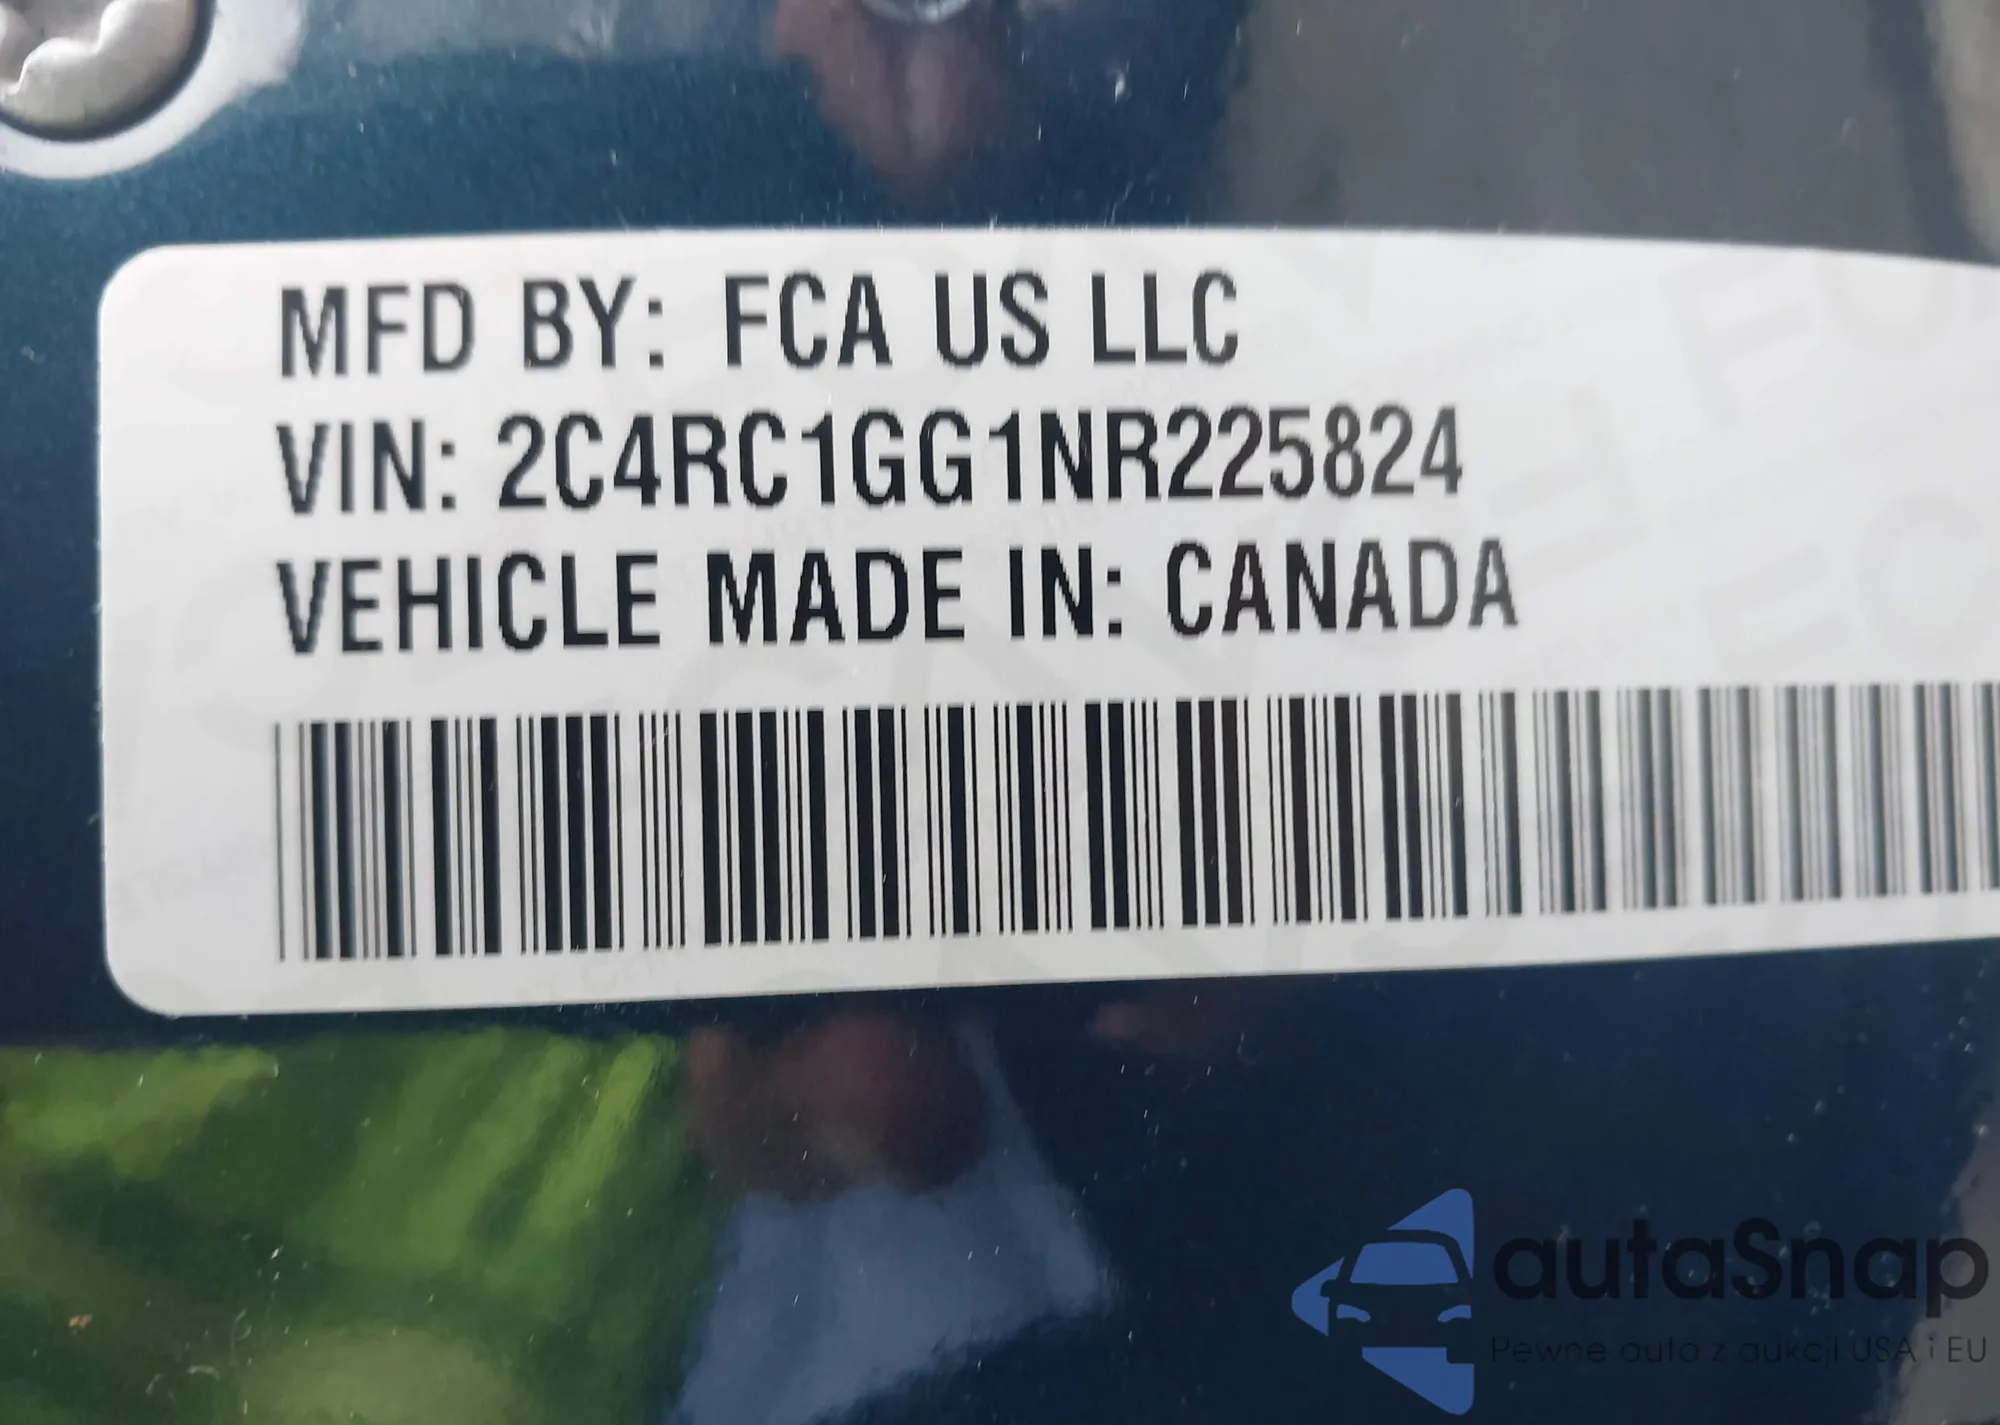 MFD BY: FCA US LLC
VIN: 2C4RC1GG1NR225824
VEHICLE MADE IN: CANADA
autaSnap
Pewne auta z aukcji USA i EU